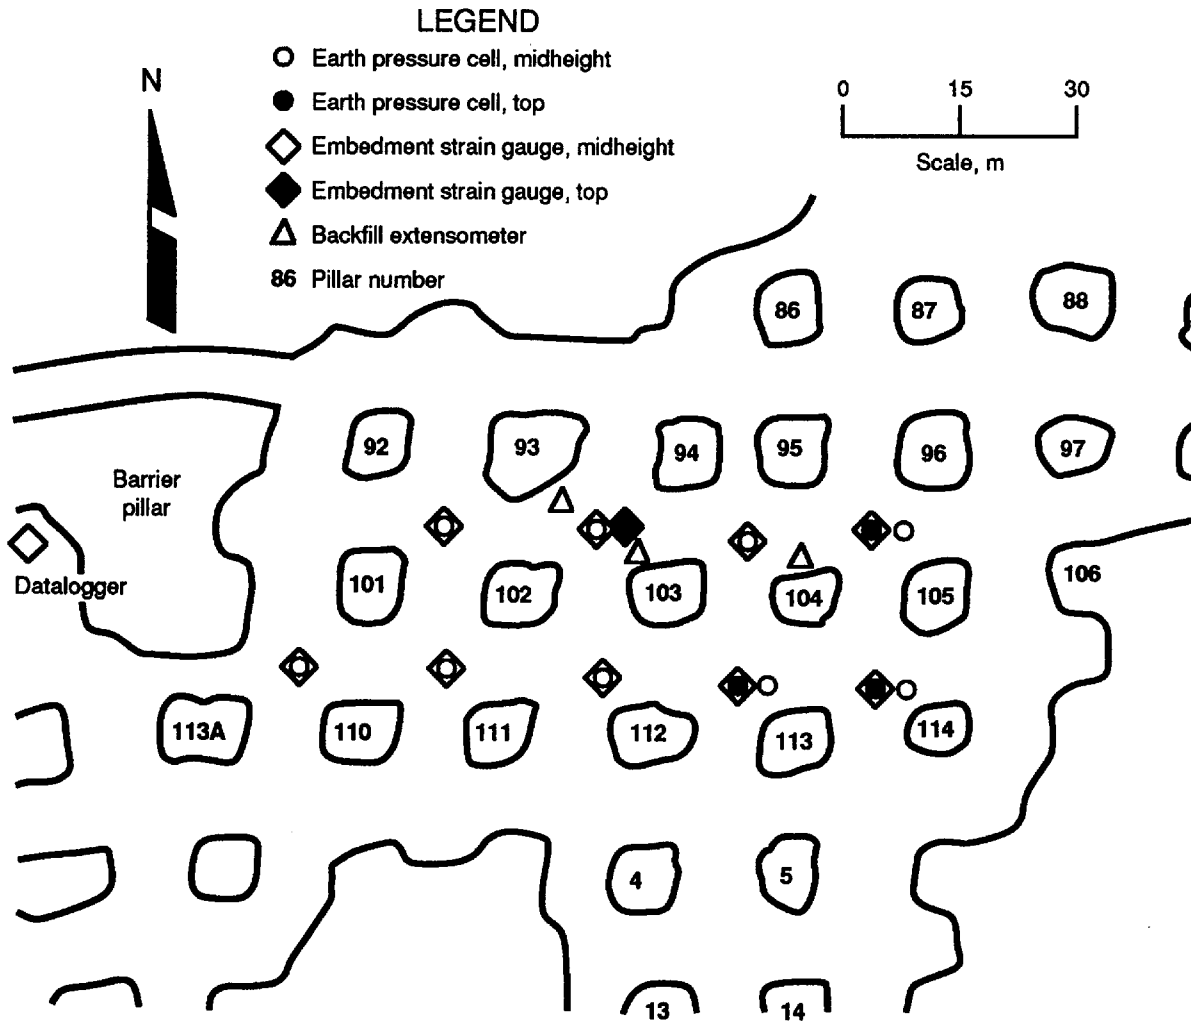 LEGEND
Earth pressure cell, midheight
Earth pressure cell, top
Embedment strain gauge, midheight
Embedment strain gauge, top
Backfill extensometer
86 Pillar number
N
0 15 30
Scale, m
86 87 88
92 93 94 95 96 97
Barrier
pillar
Datalogger
101 102 103 104 105 106
113A 110 111 112 113 114
4 5
13 14